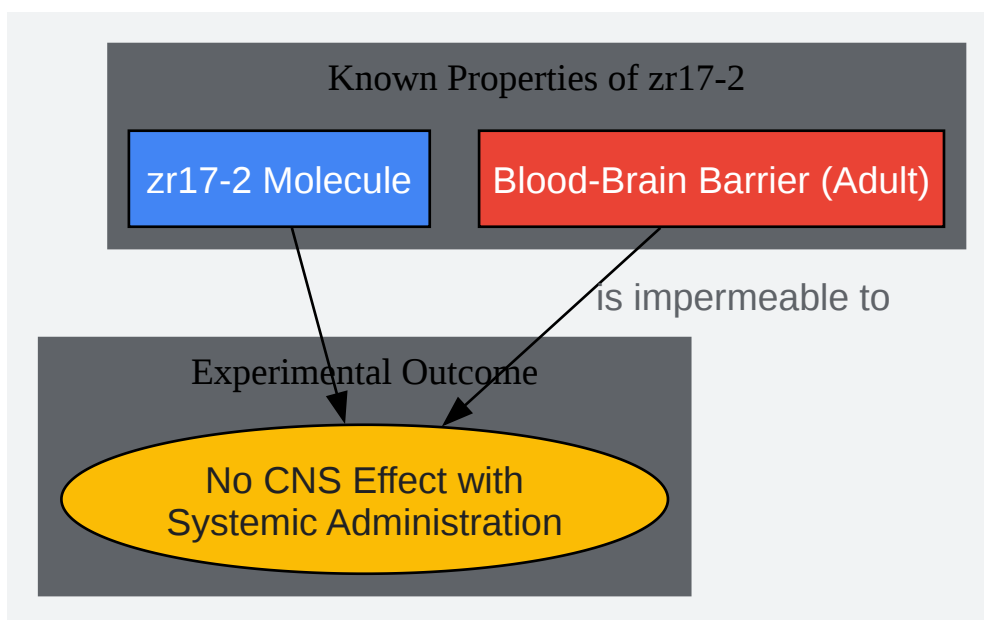 Known Properties of zr17-2
zr17-2 Molecule
Blood-Brain Barrier (Adult)
is impermeable to
Experimental Outcome
No CNS Effect with
Systemic Administration